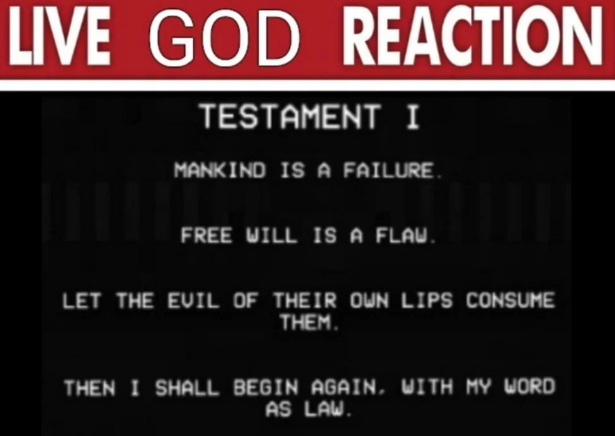 LIVE GOD REACTION
TESTAMENT I
MANKIND IS A FAILURE.
FREE WILL IS A FLAW.
LET THE EVIL OF THEIR OWN LIPS CONSUME
THEM.
THEN I SHALL BEGIN AGAIN, WITH MY WORD
AS LAW.